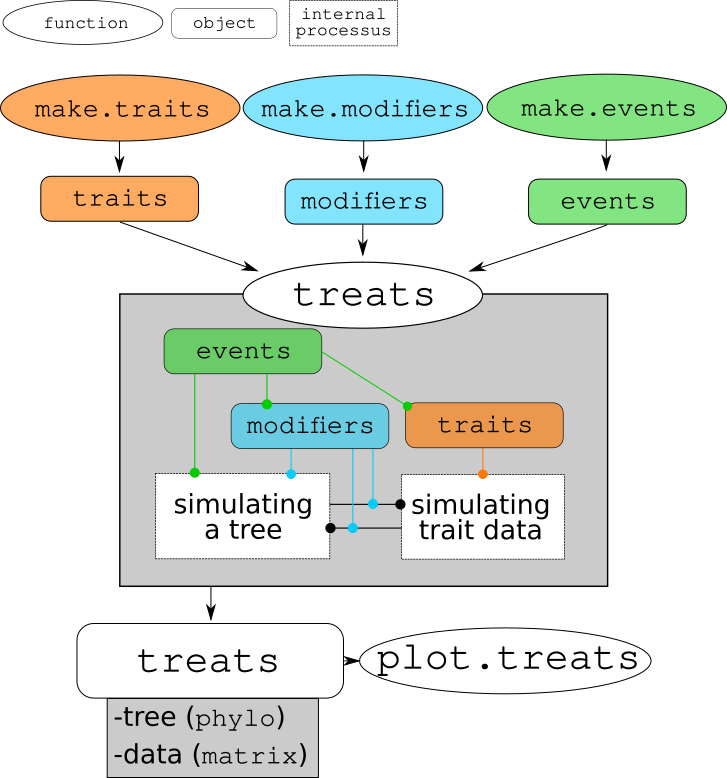 function
object
internal
processus
make.traits
make.modifiers
make.events
traits
modifiers
events
treats
events
modifiers
traits
simulating
a tree
simulating
trait data
treats
plot.treats
-tree (phylo)
-data (matrix)